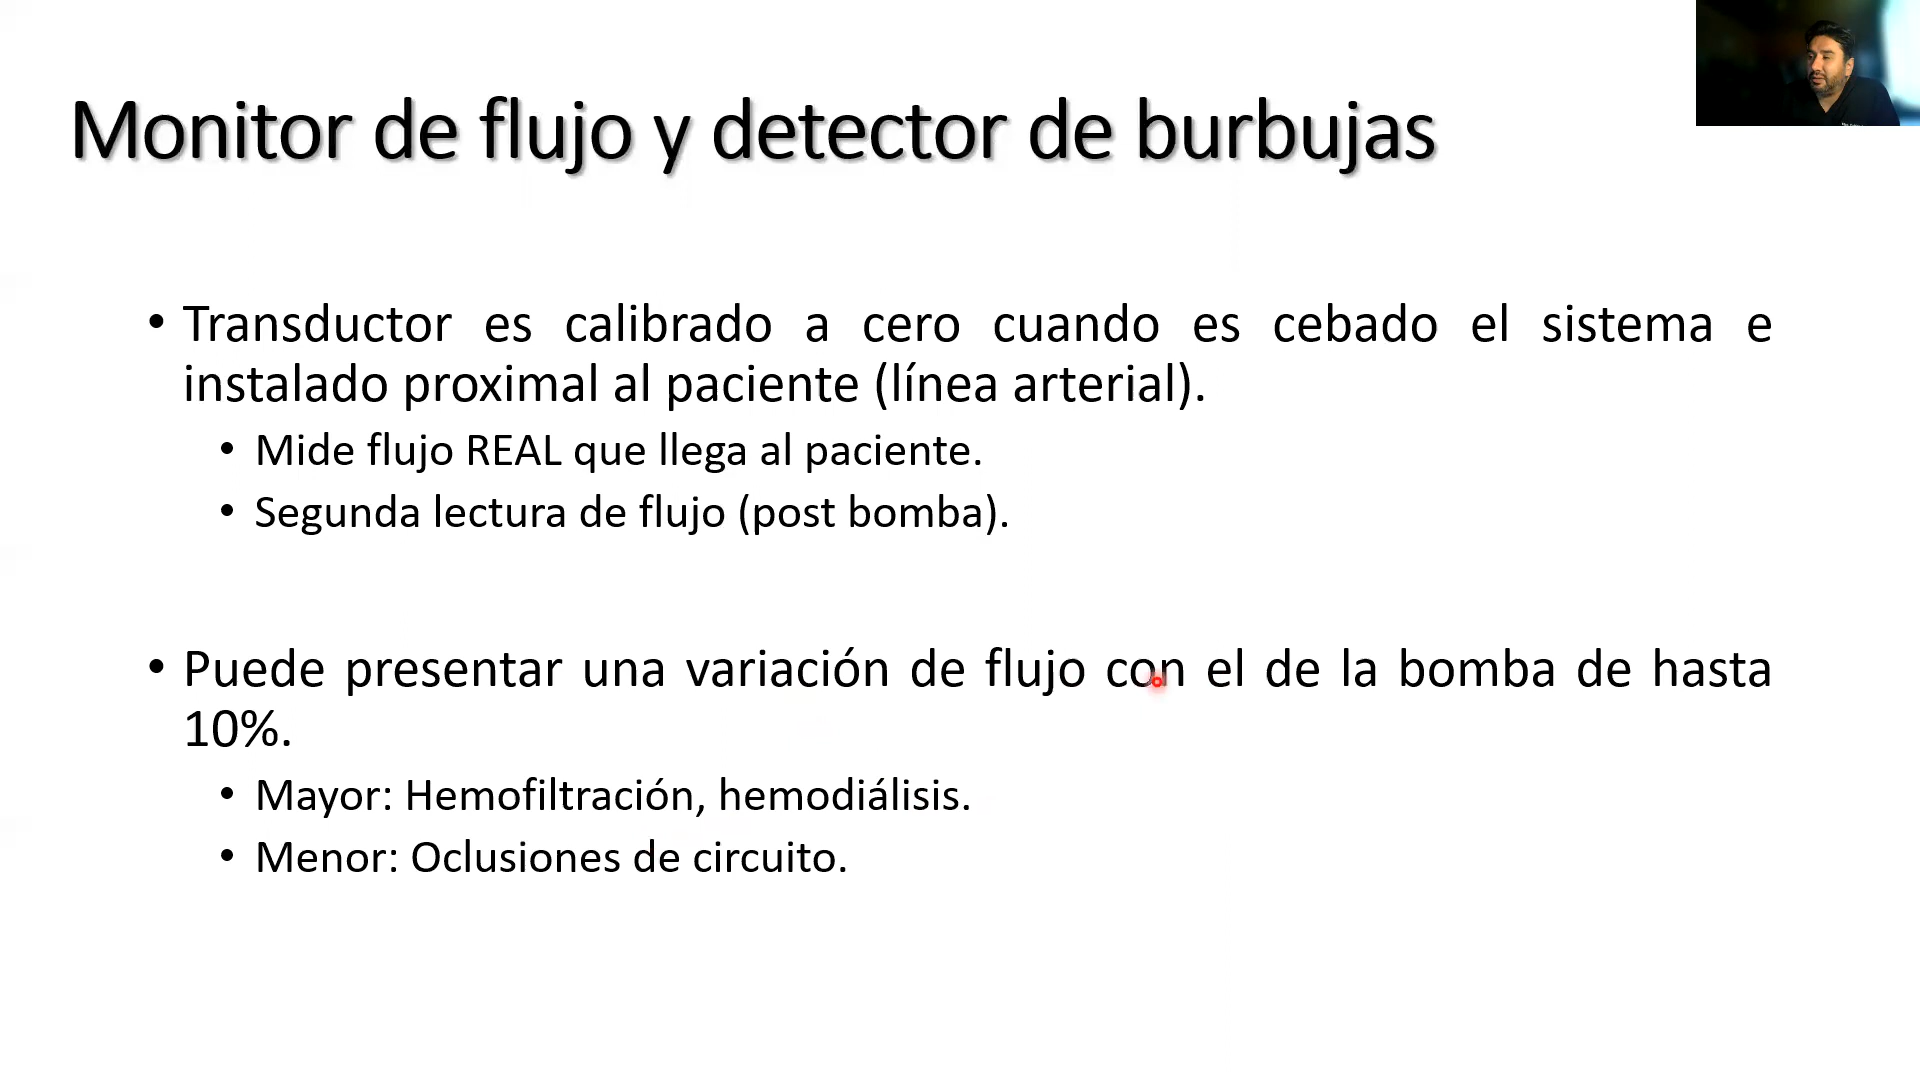 Monitor de flujo y detector de burbujas
• Transductor es calibrado a cero cuando es cebado el sistema e
instalado proximal al paciente (línea arterial).
• Mide flujo REAL que llega al paciente.
• Segunda lectura de flujo (post bomba).
• Puede presentar una variación de flujo con el de la bomba de hasta
10%.
• Mayor: Hemofiltración, hemodiálisis.
• Menor: Oclusiones de circuito.